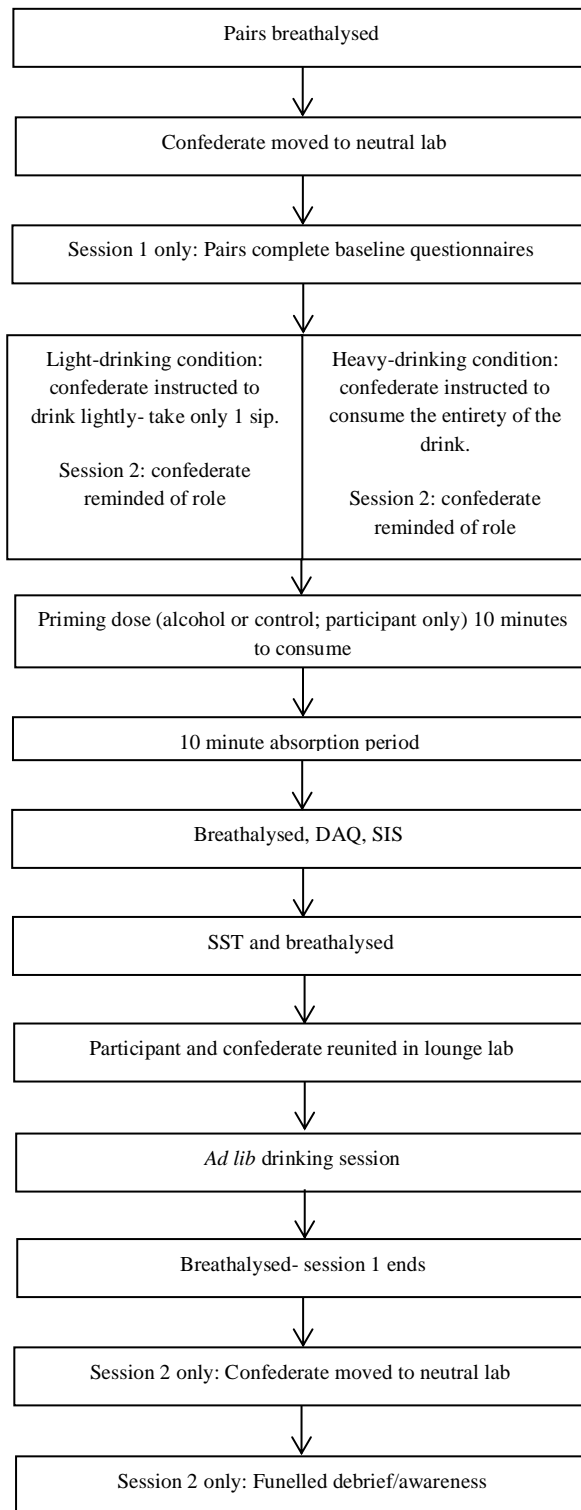 Pairs breathalysed
Confederate moved to neutral lab
Session 1 only: Pairs complete baseline questionnaires
Light-drinking condition:
confederate instructed to
drink lightly- take only 1 sip.
Session 2: confederate
reminded of role
Heavy-drinking condition:
confederate instructed to
consume the entirety of the
drink.
Session 2: confederate
reminded of role
Priming dose (alcohol or control; participant only) 10 minutes
to consume
10 minute absorption period
Breathalysed, DAQ, SIS
SST and breathalysed
Participant and confederate reunited in lounge lab
Ad lib drinking session
Breathalysed- session 1 ends
Session 2 only: Confederate moved to neutral lab
Session 2 only: Funelled debrief/awareness